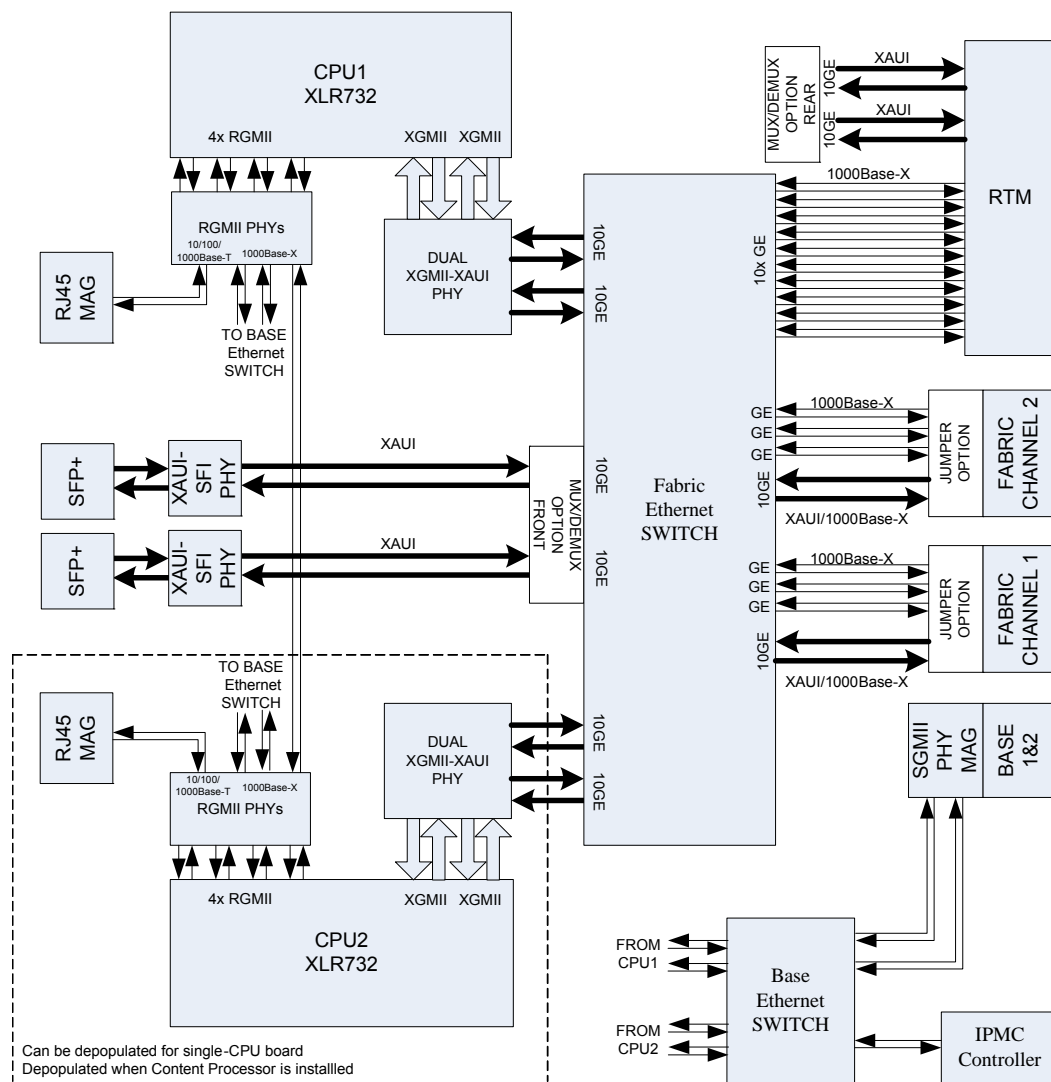 CPU1
XLR732
4x RGMII
XGMII
XGMII
RGMII PHYs
10/100/
1000Base-T
1000Base-X
RJ45
MAG
TO BASE
Ethernet
SWITCH
DUAL
XGMII-XAUI
PHY
10GE
10GE
MUX/DEMUX
OPTION
REAR
10GE
10GE
XAUI
XAUI
RTM
1000Base-X
10x GE
SFP+
XAUI-
SFI
PHY
XAUI
SFP+
XAUI-
SFI
PHY
XAUI
MUX/DEMUX
OPTION
FRONT
10GE
10GE
Fabric
Ethernet
SWITCH
GE
GE
GE
10GE
1000Base-X
XAUI/1000Base-X
JUMPER
OPTION
FABRIC
CHANNEL 2
GE
GE
GE
10GE
1000Base-X
XAUI/1000Base-X
JUMPER
OPTION
FABRIC
CHANNEL 1
TO BASE
Ethernet
SWITCH
RJ45
MAG
10/100/
1000Base-T
1000Base-X
RGMII PHYs
DUAL
XGMII-XAUI
PHY
10GE
10GE
4x RGMII
XGMII
XGMII
CPU2
XLR732
Can be depopulated for single-CPU board
Depopulated when Content Processor is installled
SGMII
PHY
MAG
BASE
1&2
FROM
CPU1
FROM
CPU2
Base
Ethernet
SWITCH
IPMC
Controller